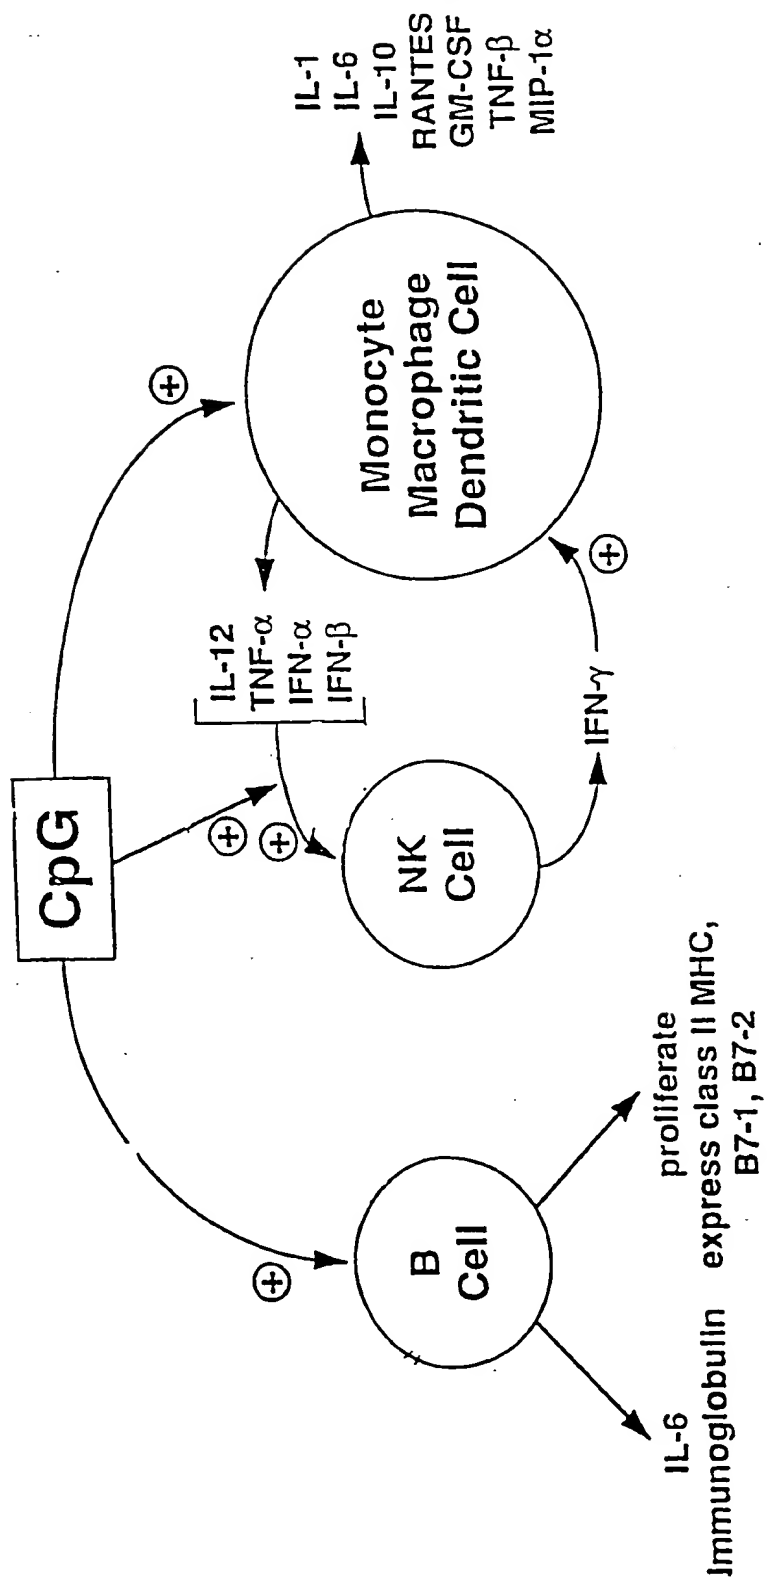 CpG
⊕
⊕
⊕
⊕
IL-12
TNF-α
IFN-α
IFN-β
IL-1
IL-6
IL-10
RANTES
GM-CSF
TNF-β
MIP-1α
B
Cell
NK
Cell
Monocyte
Macrophage
Dendritic Cell
IFN-γ
⊕
IL-6
Immunoglobulin
proliferate
express class II MHC,
B7-1, B7-2